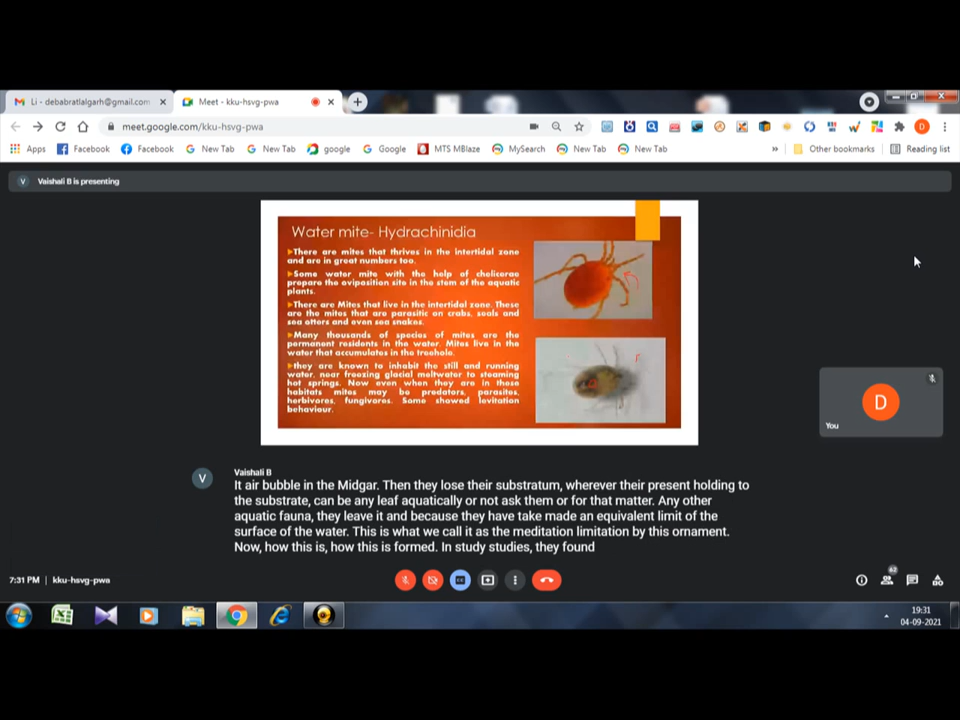 Li - debabratlalgarh@gmail.com
Meet - kku-hsvg-pwa
meet.google.com/kku-hsvg-pwa
D
Apps
Facebook
Facebook
New Tab
New Tab
google
Google
MTS MBlaze
MySearch
New Tab
New Tab
»
Other bookmarks
Reading list
V
Vaishali B is presenting
Water mite- Hydrachinidia
There are mites that thrives in the intertidal zone
and are in great numbers too.
Some water mite with the help of chelicerae
prepare the oviposition site in the stem of the aquatic
plants.
There are Mites that live in the intertidal zone. These
are the mites that are parasitic on crabs, seals and
sea otters and even sea snakes.
Many thousands of species of mites are the
permanent residents in the water. Mites live in the
water that accumulates in the treehole.
they are known to inhabit the still and running
water, near freezing glacial meltwater to steaming
hot springs. Now even when they are in these
habitats mites may be predators, parasites,
herbivores, fungivores. Some showed levitation
behaviour.
D
You
V
Vaishali B
It air bubble in the Midgar. Then they lose their substratum, wherever their present holding to
the substrate, can be any leaf aquatically or not ask them or for that matter. Any other
aquatic fauna, they leave it and because they have take made an equivalent limit of the
surface of the water. This is what we call it as the meditation limitation by this ornament.
Now, how this is, how this is formed. In study studies, they found
7:31 PM | kku-hsvg-pwa
62
19:31
04-09-2021